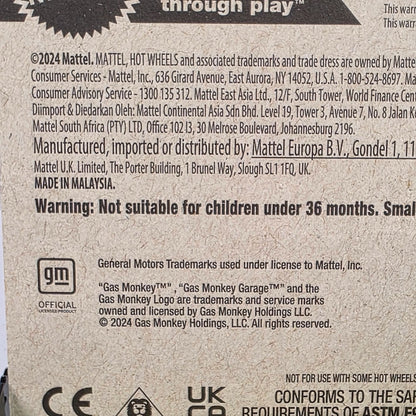 through play™
This warr
This warr
©2024 Mattel. MATTEL, HOT WHEELS and associated trademarks and trade dress are owned by Matte
Consumer Services - Mattel, Inc., 636 Girard Avenue, East Aurora, NY 14052, U.S.A. 1-800-524-8697. Ma
Consumer Advisory Service - 1300 135 312. Mattel East Asia Ltd., 12/F, South Tower, World Finance Cent
Diimport & Diedarkan Oleh: Mattel Continental Asia Sdn Bhd. Level 19, Tower 3, Avenue 7, No. 8 Jalan K
Mattel South Africa (PTY) LTD, Office 102 I3, 30 Melrose Boulevard, Johannesburg 2196.
Manufactured, imported or distributed by: Mattel Europa B.V., Gondel 1, 11
Mattel U.K. Limited, The Porter Building, 1 Brunel Way, Slough SL1 1FQ, UK.
MADE IN MALAYSIA.
Warning: Not suitable for children under 36 months. Smal
gm
OFFICIAL
LICENSED PRODUCT
General Motors Trademarks used under license to Mattel, Inc.
"Gas Monkey™", "Gas Monkey Garage™" and the
Gas Monkey Logo are trademarks and service marks
owned and licensed by Gas Monkey Holdings LLC.
© 2024 Gas Monkey Holdings, LLC. All rights reserved.
NOT FOR USE WITH SOME HOT WHEELS
CE
UK
CA
CONFORMS TO THE SAF
REQUIREMENTS OF ASTM F